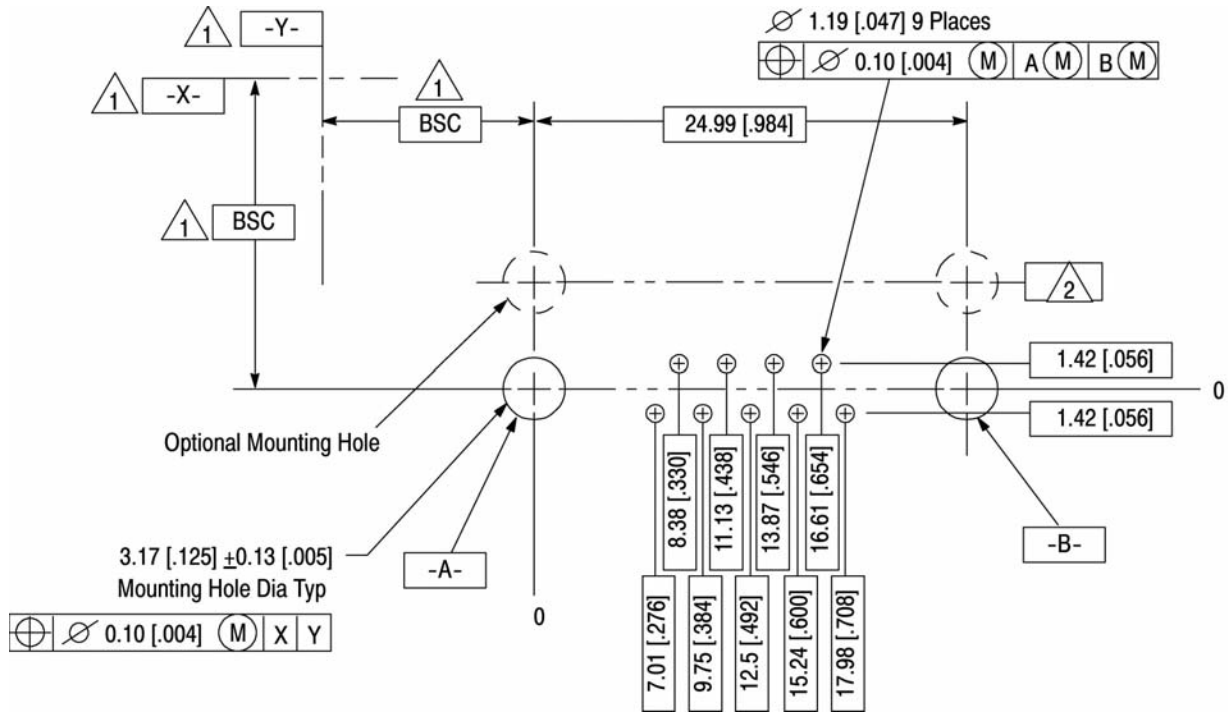 ∅ 1.19 [.047] 9 Places
⌖ ∅ 0.10 [.004] Ⓜ A Ⓜ B Ⓜ
1 -Y-
1 -X-
1
BSC
24.99 [.984]
1 BSC
2
1.42 [.056]
0
1.42 [.056]
Optional Mounting Hole
8.38 [.330]
11.13 [.438]
13.87 [.546]
16.61 [.654]
3.17 [.125] ±0.13 [.005]
Mounting Hole Dia Typ
-A-
-B-
⌖ ∅ 0.10 [.004] Ⓜ X Y
0
7.01 [.276]
9.75 [.384]
12.5 [.492]
15.24 [.600]
17.98 [.708]